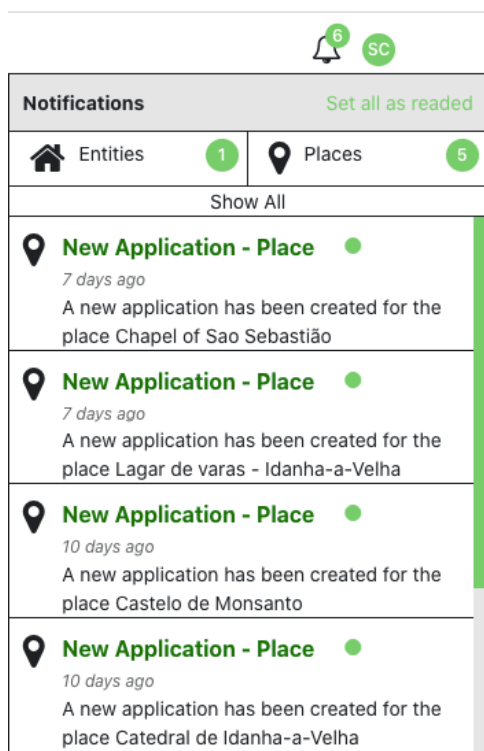 6
SC
Notifications Set all as readed
Entities 1 Places 5
Show All
New Application - Place
7 days ago
A new application has been created for the
place Chapel of Sao Sebastião
New Application - Place
7 days ago
A new application has been created for the
place Lagar de varas - Idanha-a-Velha
New Application - Place
10 days ago
A new application has been created for the
place Castelo de Monsanto
New Application - Place
10 days ago
A new application has been created for the
place Catedral de Idanha-a-Velha